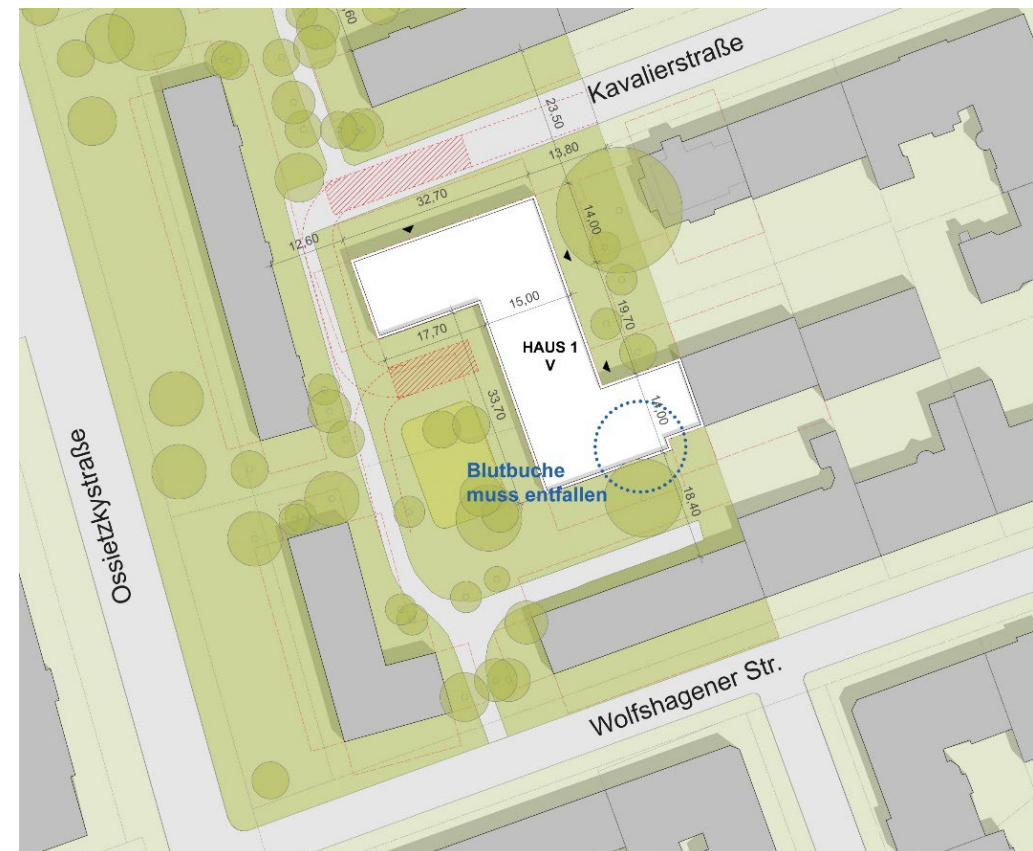 ,60
Kavalierstraße
23,50
13,80
32,70
14,00
12,60
15,00
19,70
17,70
HAUS 1
V
33,70
14,00
Blutbuche
muss entfallen
18,40
Ossietzkystraße
Wolfshagener Str.